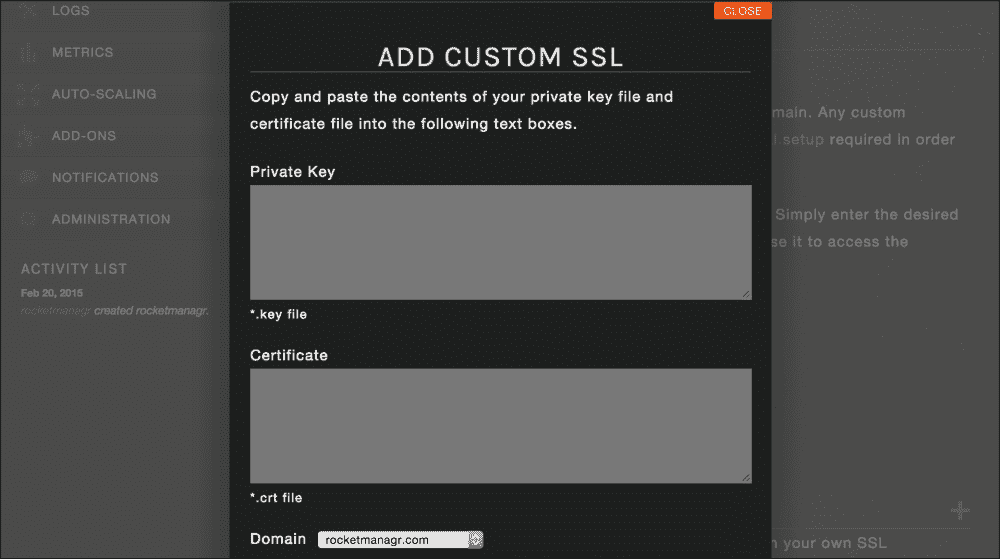 LOGS
METRICS
AUTO-SCALING
ADD-ONS
NOTIFICATIONS
ADMINISTRATION
ACTIVITY LIST
Feb 20, 2015
rocketmanagr created rocketmanagr.
CLOSE
ADD CUSTOM SSL
Copy and paste the contents of your private key file and
certificate file into the following text boxes.
Private Key
*.key file
Certificate
*.crt file
Domain rocketmanagr.com
main. Any custom
l.setup required in order
Simply enter the desired
se it to access the
+
n your own SSL